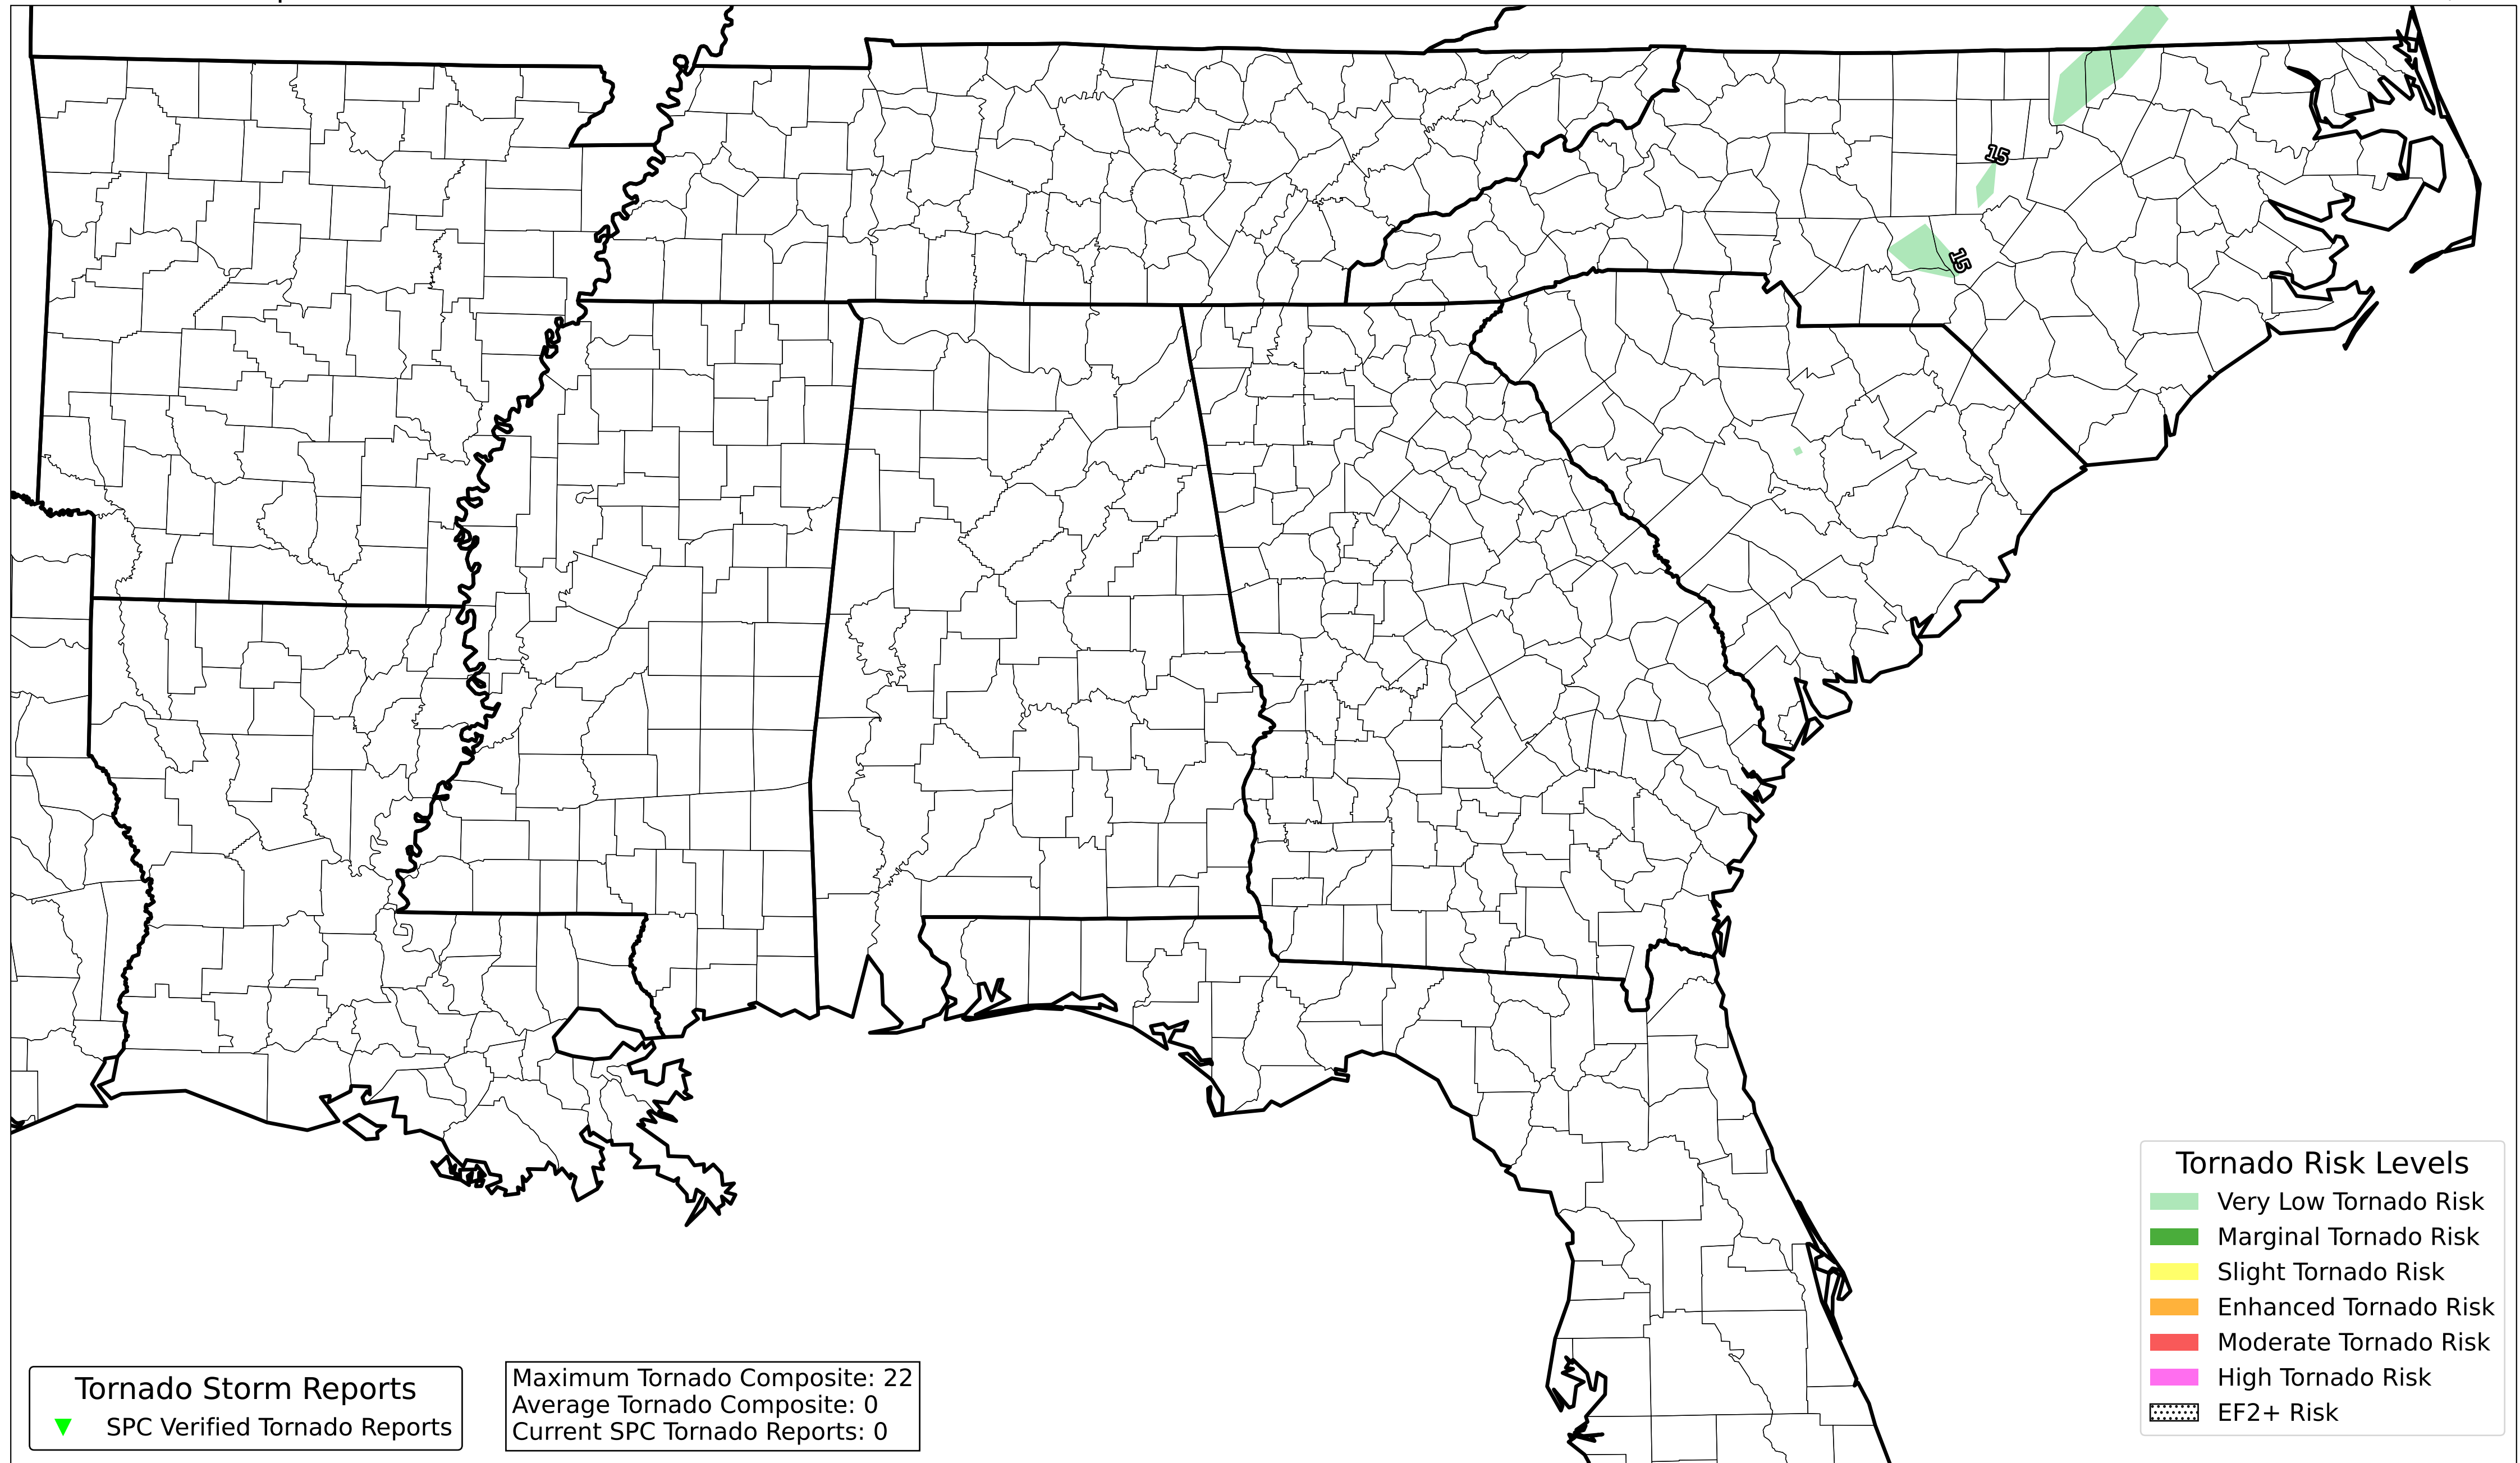 15
15
Tornado Risk Levels
Very Low Tornado Risk
Marginal Tornado Risk
Slight Tornado Risk
Enhanced Tornado Risk
Moderate Tornado Risk
High Tornado Risk
EF2+ Risk
Tornado Storm Reports
SPC Verified Tornado Reports
Maximum Tornado Composite: 22
Average Tornado Composite: 0
Current SPC Tornado Reports: 0